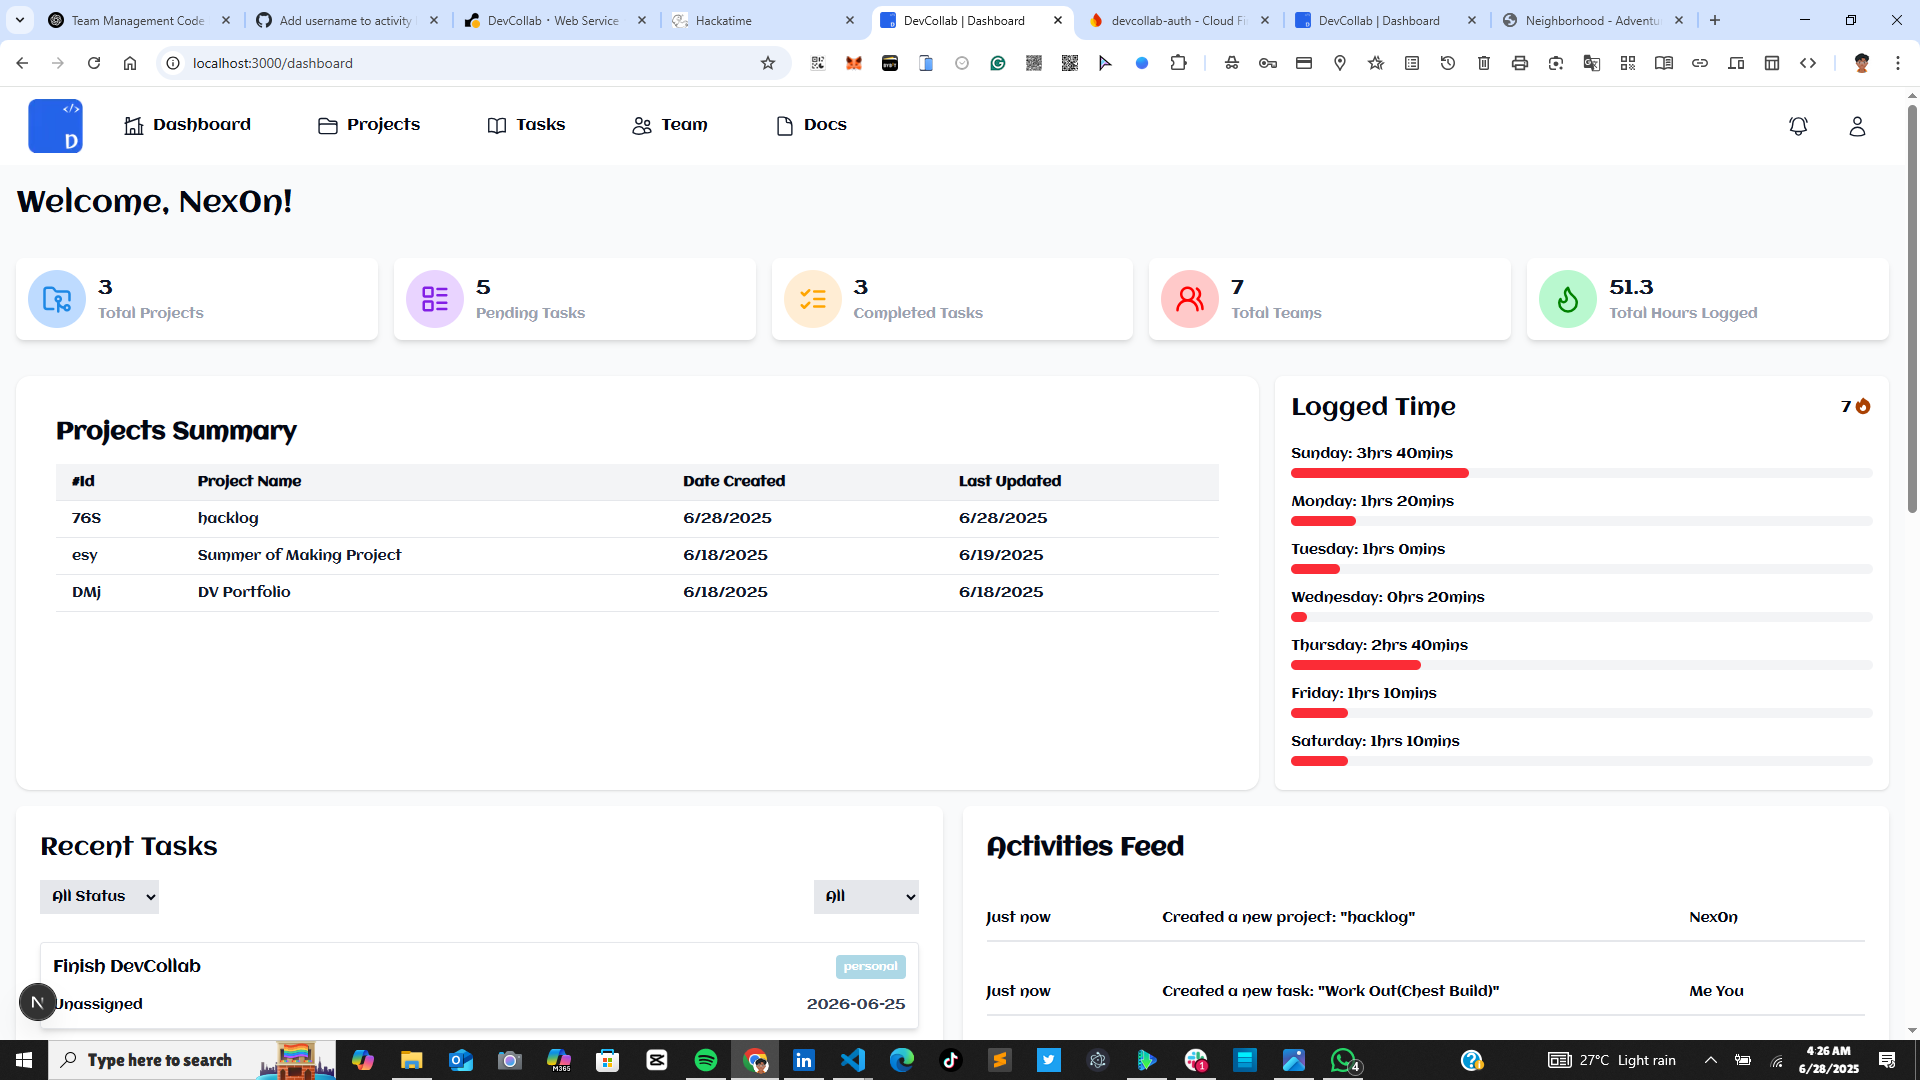 Team Management Code
Add username to activity
DevCollab · Web Service
Hackatime
DevCollab | Dashboard
devcollab-auth - Cloud Fi
DevCollab | Dashboard
Neighborhood - Adventu
localhost:3000/dashboard
</>
D
Dashboard
Projects
Tasks
Team
Docs
Welcome, Nex0n!
3
Total Projects
5
Pending Tasks
3
Completed Tasks
7
Total Teams
51.3
Total Hours Logged
Projects Summary
#Id Project Name Date Created Last Updated
76S hacklog 6/28/2025 6/28/2025
esy Summer of Making Project 6/18/2025 6/19/2025
DMj DV Portfolio 6/18/2025 6/18/2025
Logged Time 7
Sunday: 3hrs 40mins
Monday: 1hrs 20mins
Tuesday: 1hrs 0mins
Wednesday: 0hrs 20mins
Thursday: 2hrs 40mins
Friday: 1hrs 10mins
Saturday: 1hrs 10mins
Recent Tasks
All Status
All
Finish DevCollab personal
Unassigned 2026-06-25
N
Activities Feed
Just now Created a new project: "hacklog" Nex0n
Just now Created a new task: "Work Out(Chest Build)" Me You
Type here to search
M365
1
4
27°C Light rain
4:26 AM
6/28/2025